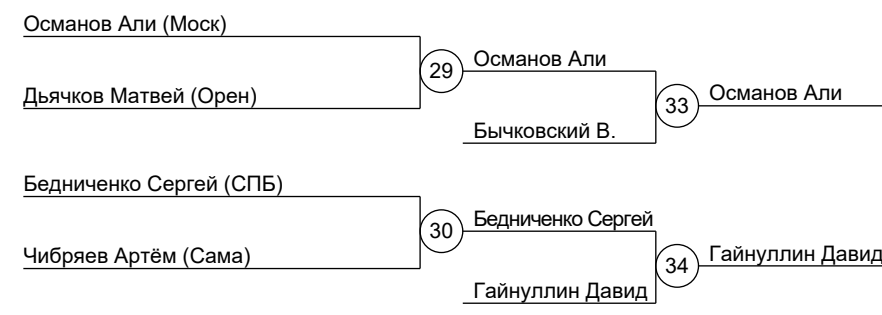 Османов Али (Моск)
29
Османов Али
Дьячков Матвей (Орен)
33
Османов Али
Бычковский В.
Бедниченко Сергей (СПБ)
30
Бедниченко Сергей
Чибряев Артём (Сама)
34
Гайнуллин Давид
Гайнуллин Давид